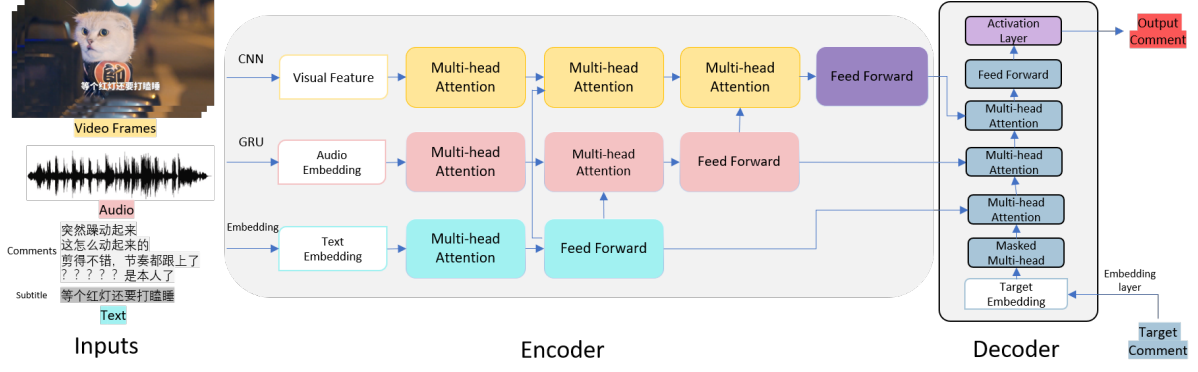 等个红灯还要打瞌睡
Video Frames
Audio
Comments
突然躁动起来
这怎么动起来的
剪得不错，节奏都跟上了
？？？？？是本人了
Subtitle
等个红灯还要打瞌睡
Text
Inputs
CNN
Visual Feature
Multi-head
Attention
Multi-head
Attention
Multi-head
Attention
Feed Forward
GRU
Audio
Embedding
Multi-head
Attention
Multi-head
Attention
Feed Forward
Embedding
Text
Embedding
Multi-head
Attention
Feed Forward
Encoder
Activation
Layer
Feed Forward
Multi-head
Attention
Multi-head
Attention
Multi-head
Attention
Masked
Multi-head
Target
Embedding
Decoder
Output
Comment
Embedding
layer
Target
Comment